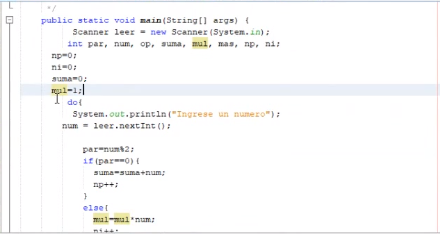 */
public static void main(String[] args) {
Scanner leer = new Scanner(System.in);
int par, num, op, suma, mul, mas, np, ni;
np=0;
ni=0;
suma=0;
mul=1;
do{
System.out.println("Ingrese un numero");
num = leer.nextInt();
par=num%2;
if(par==0){
suma=suma+num;
np++;
}
else{
mul=mul*num;
ni++;